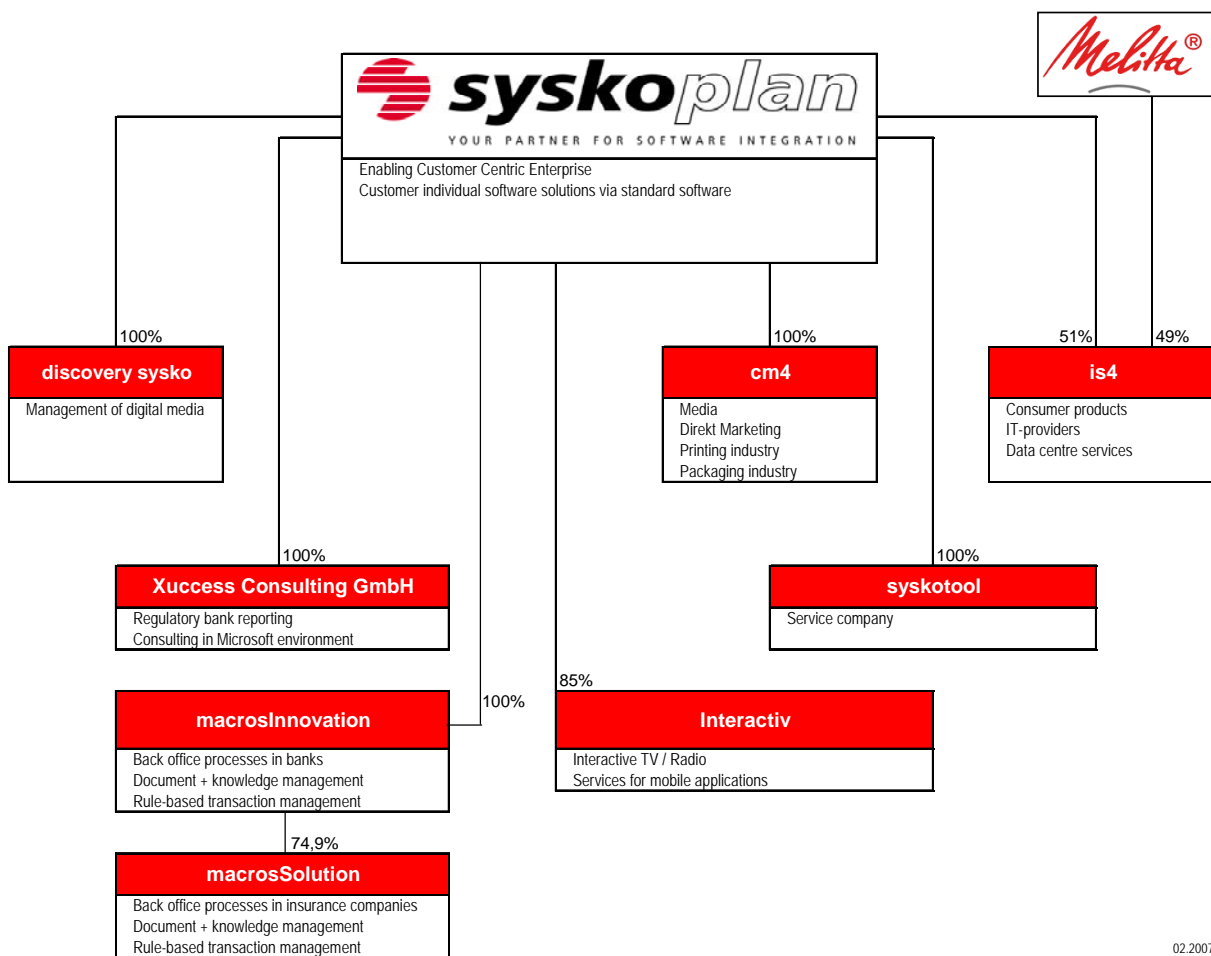 Melitta®
syskoplan
YOUR PARTNER FOR SOFTWARE INTEGRATION
Enabling Customer Centric Enterprise
Customer individual software solutions via standard software
100%
discovery sysko
Management of digital media
100%
cm4
Media
Direkt Marketing
Printing industry
Packaging industry
51%
49%
is4
Consumer products
IT-providers
Data centre services
100%
Xuccess Consulting GmbH
Regulatory bank reporting
Consulting in Microsoft environment
100%
syskotool
Service company
100%
macrosInnovation
Back office processes in banks
Document + knowledge management
Rule-based transaction management
85%
Interactiv
Interactive TV / Radio
Services for mobile applications
74,9%
macrosSolution
Back office processes in insurance companies
Document + knowledge management
Rule-based transaction management
02.2007